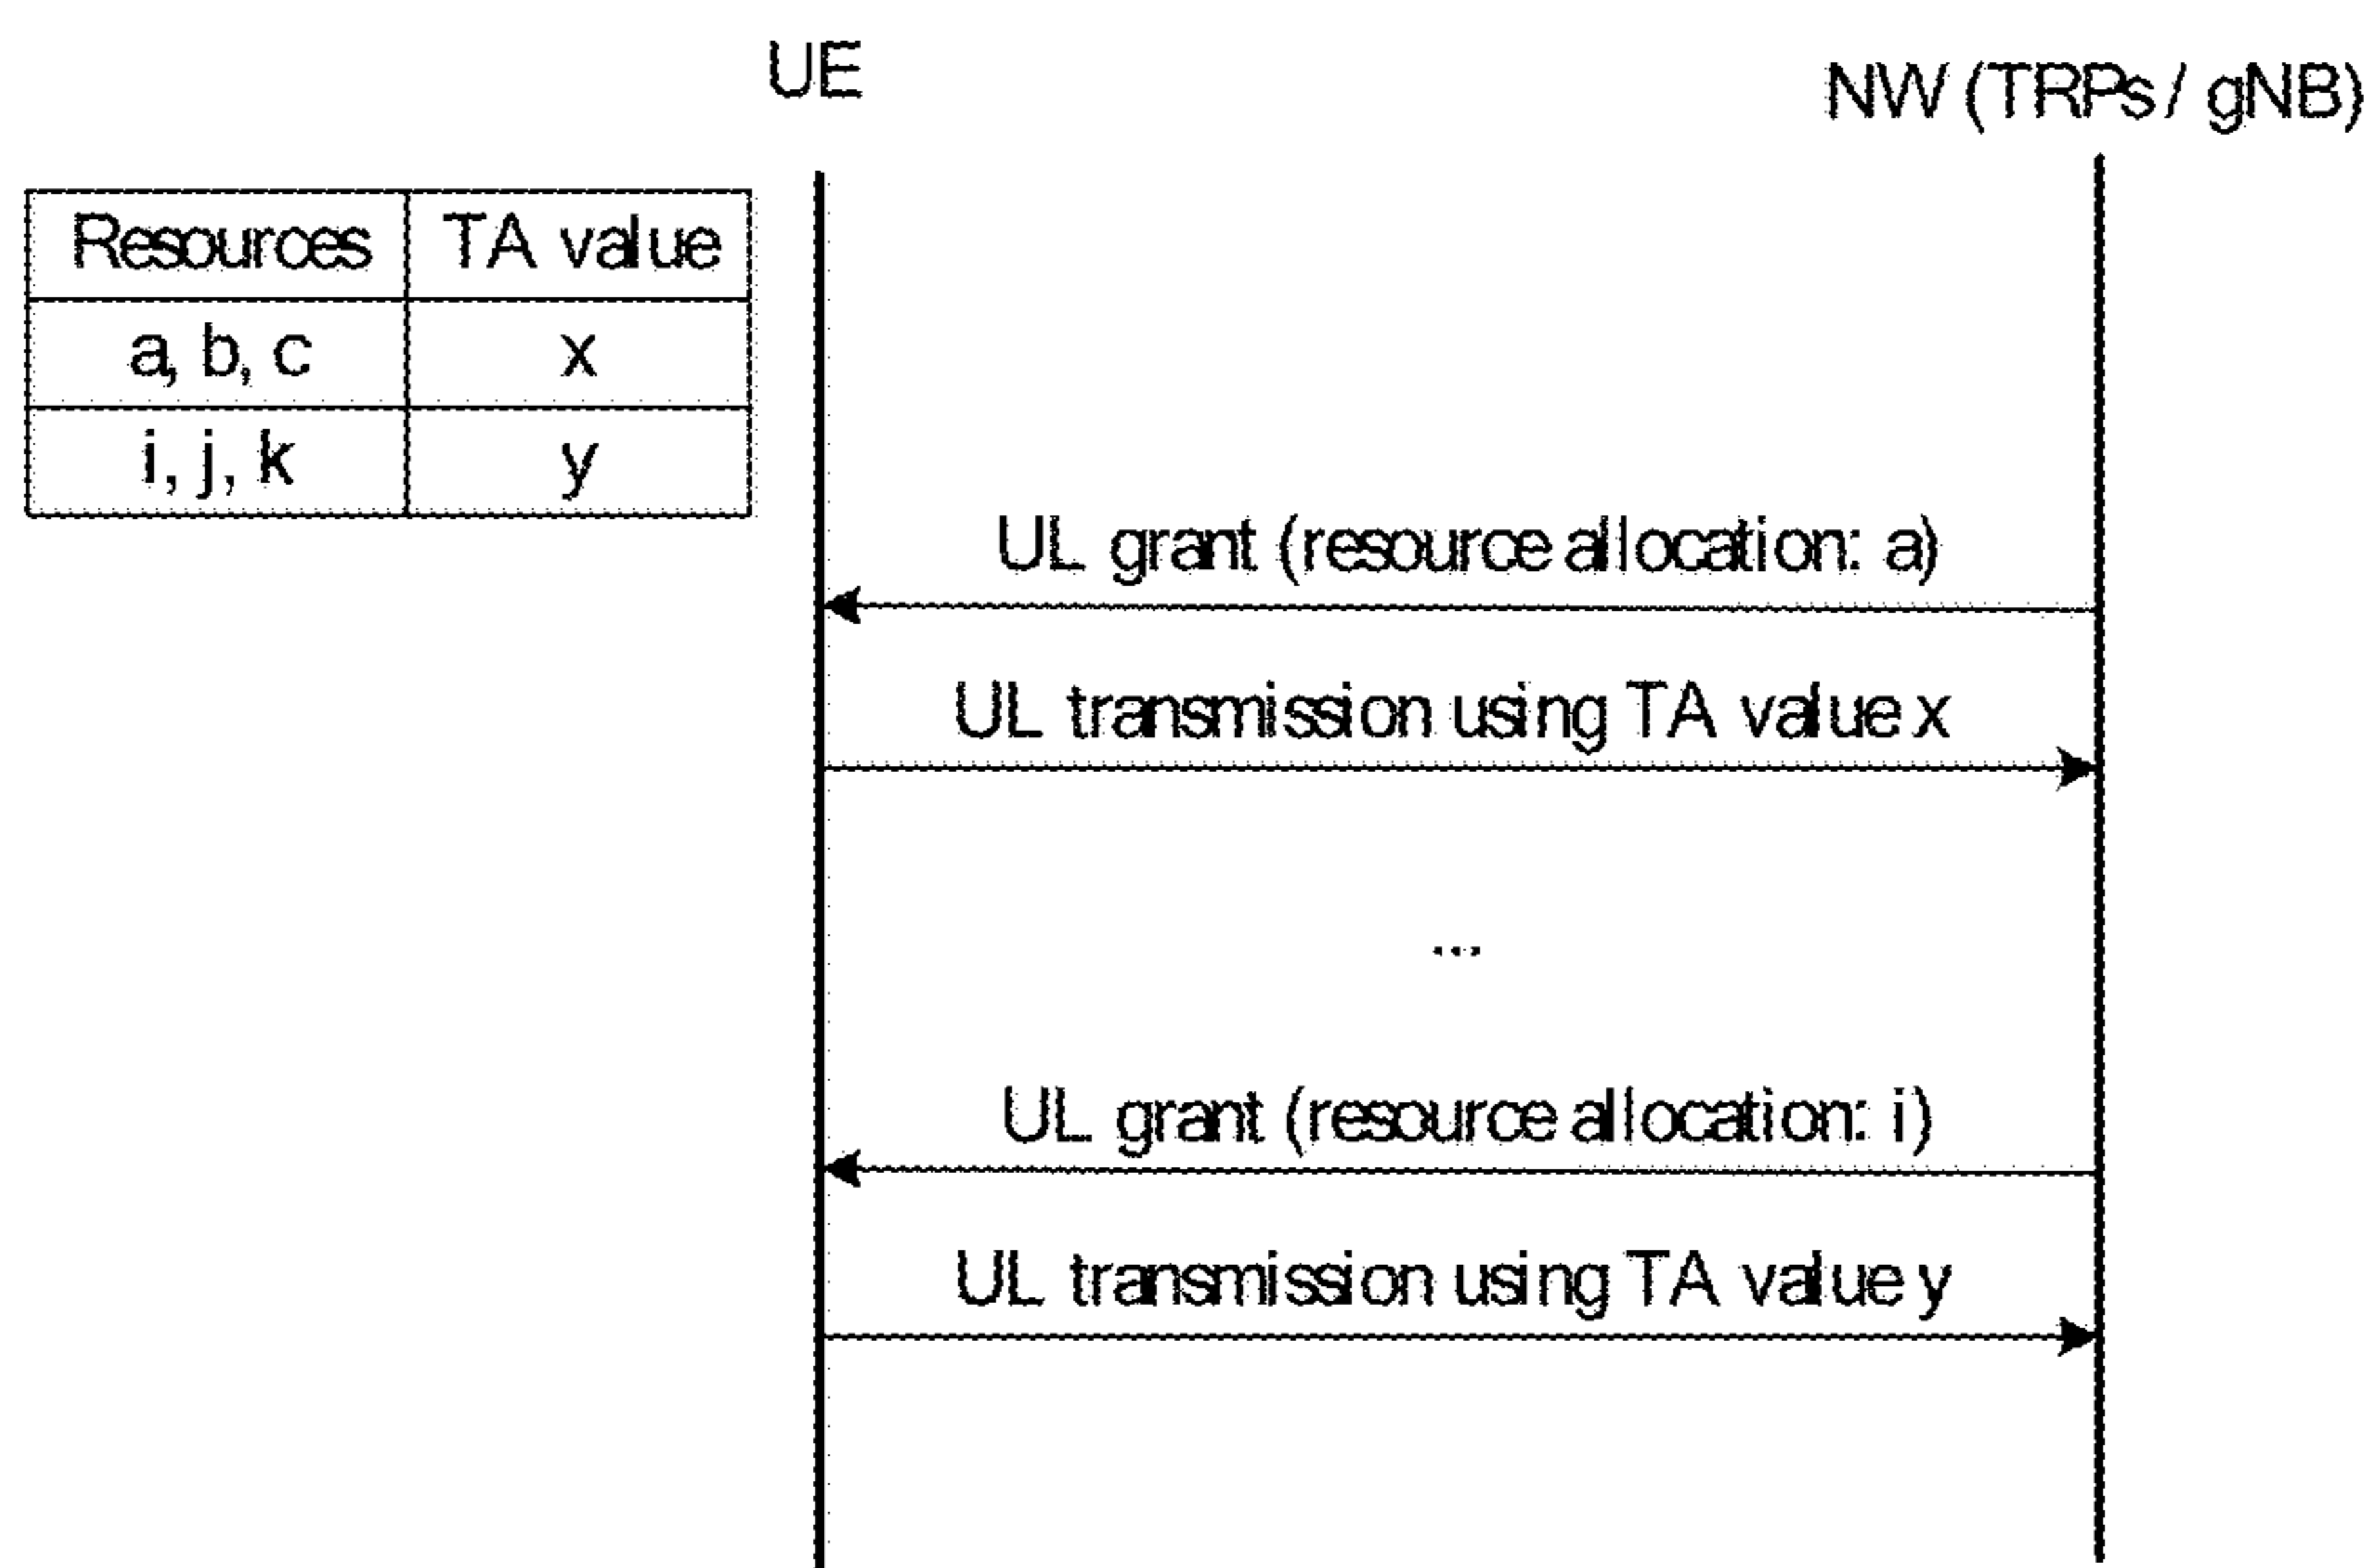 UE
NW (TRPs / gNB)
Resources TA value
a, b, c x
i, j, k y
UL grant (resource allocation: a)
UL transmission using TA value x
...
UL grant (resource allocation: i)
UL transmission using TA value y